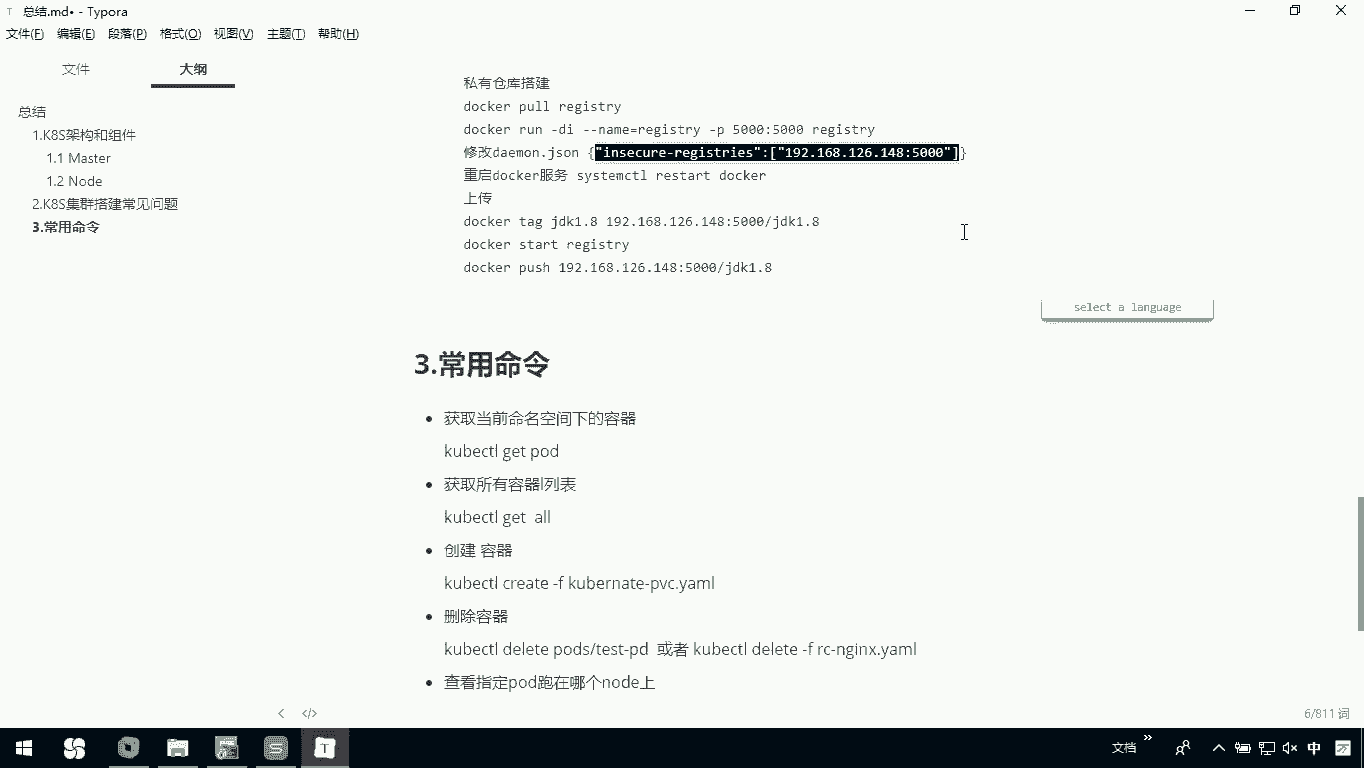 总结.md• - Typora
文件(F) 编辑(E) 段落(P) 格式(O) 视图(V) 主题(T) 帮助(H)
文件 大纲
总结
1.K8S架构和组件
1.1 Master
1.2 Node
2.K8S集群搭建常见问题
3.常用命令
私有仓库搭建
docker pull registry
docker run -di --name=registry -p 5000:5000 registry
修改daemon.json {"insecure-registries":["192.168.126.148:5000"]}
重启docker服务 systemctl restart docker
上传
docker tag jdk1.8 192.168.126.148:5000/jdk1.8
docker start registry
docker push 192.168.126.148:5000/jdk1.8
select a language
3.常用命令
获取当前命名空间下的容器
kubectl get pod
获取所有容器l列表
kubectl get  all
创建 容器
kubectl create -f kubernate-pvc.yaml
删除容器
kubectl delete pods/test-pd  或者 kubectl delete -f rc-nginx.yaml
查看指定pod跑在哪个node上
6/811 词
文档
中